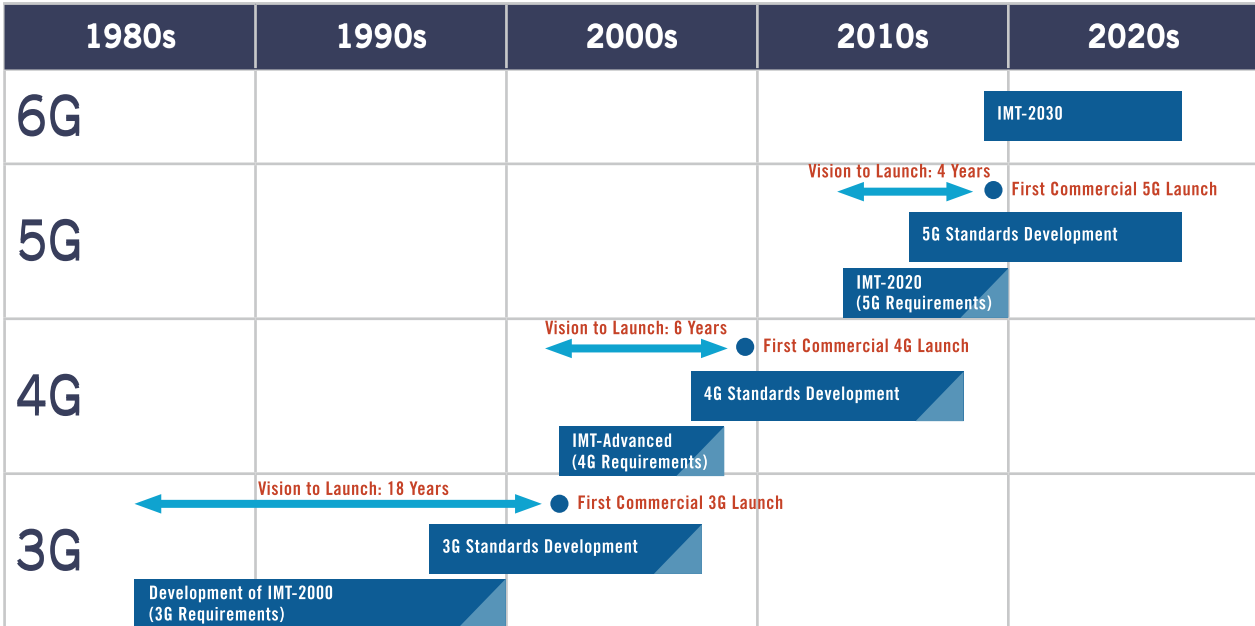 1980s
1990s
2000s
2010s
2020s
6G
IMT-2030
5G
Vision to Launch: 4 Years
First Commercial 5G Launch
5G Standards Development
IMT-2020
(5G Requirements)
4G
Vision to Launch: 6 Years
First Commercial 4G Launch
4G Standards Development
IMT-Advanced
(4G Requirements)
3G
Vision to Launch: 18 Years
First Commercial 3G Launch
3G Standards Development
Development of IMT-2000
(3G Requirements)